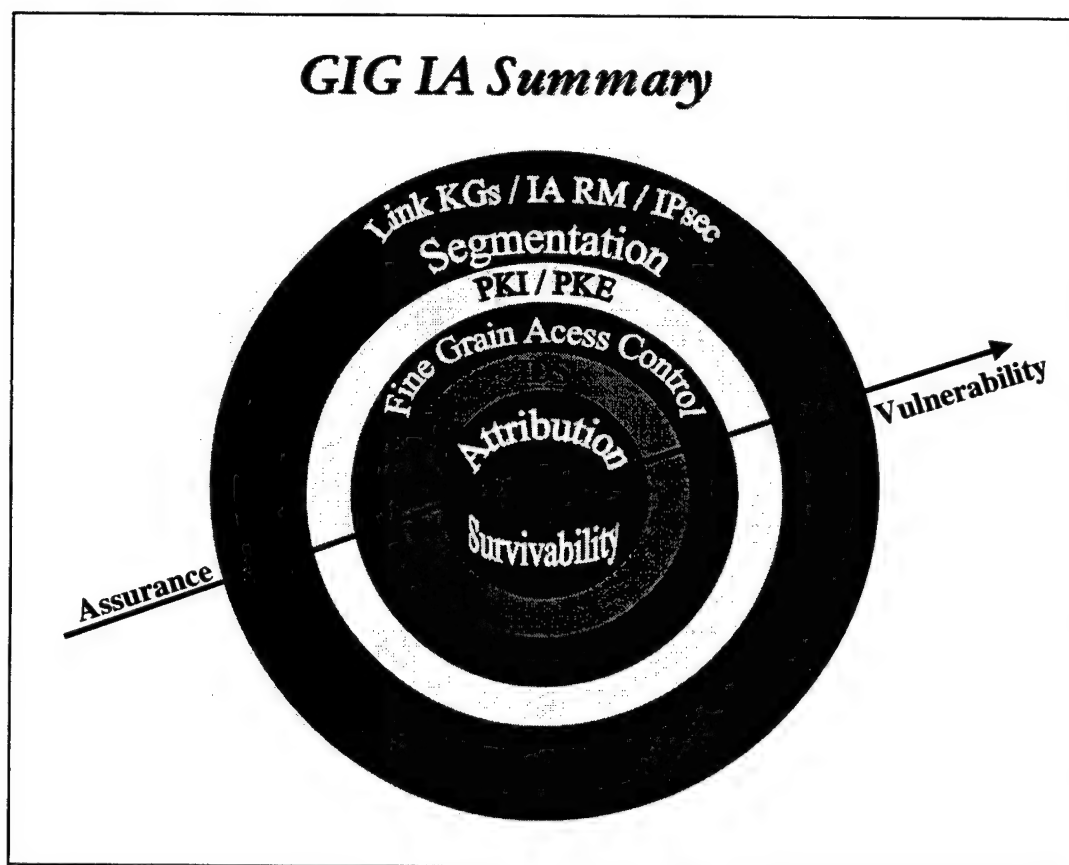 GIG IA Summary
Link KGs / IA RM / IPsec
Segmentation
PKI / PKE
Fine Grain Acess Control
Attribution
Survivability
Assurance
Vulnerability